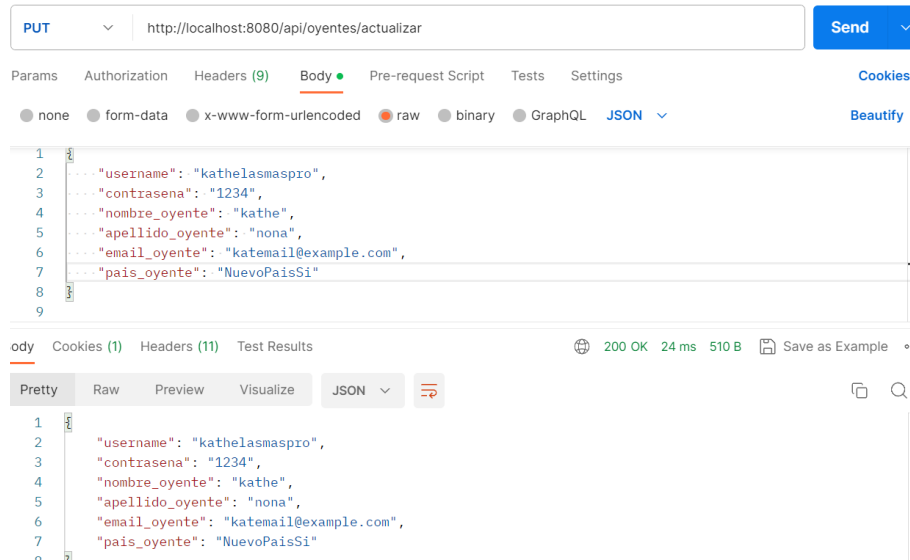 PUT http://localhost:8080/api/oyentes/actualizar Send
Params Authorization Headers (9) Body Pre-request Script Tests Settings Cookies
none form-data x-www-form-urlencoded raw binary GraphQL JSON Beautify
1 {
2 "username": "kathelasmaspro",
3 "contrasena": "1234",
4 "nombre_oyente": "kathe",
5 "apellido_oyente": "nona",
6 "email_oyente": "katemail@example.com",
7 "pais_oyente": "NuevoPaisSi"
8 }
9
ody Cookies (1) Headers (11) Test Results 200 OK 24 ms 510 B Save as Example
Pretty Raw Preview Visualize JSON
1 {
2 "username": "kathelasmaspro",
3 "contrasena": "1234",
4 "nombre_oyente": "kathe",
5 "apellido_oyente": "nona",
6 "email_oyente": "katemail@example.com",
7 "pais_oyente": "NuevoPaisSi"
8 }